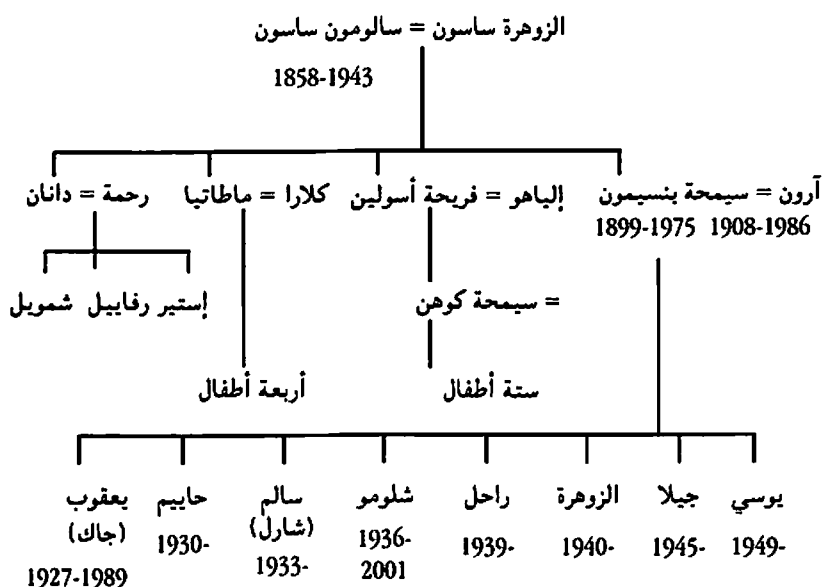 الزوهرة ساسون = سالومون ساسون
1858-1943
آرون = سيمحة بنسيمون
إلياهو = فريحة أسولين
كلارا = ماطاتيا
رحمة = دانان
1899-1975 1908-1986
إستير رفاييل شمويل
= سيمحة كوهن
ستة أطفال
أربعة أطفال
يوسي
1949-
جيلا
1945-
الزوهرة
1940-
راحل
1939-
شلومو
1936-
2001
سالم
(شارل)
1933-
حاييم
1930-
يعقوب
(جاك)
1927-1989